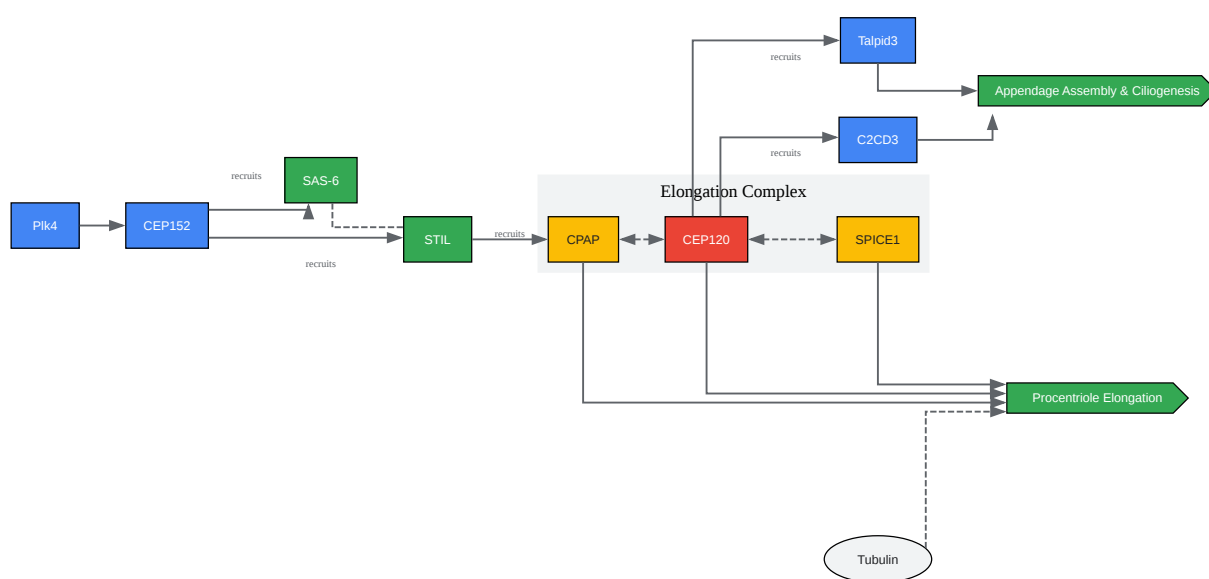 Talpid3
recruits
Appendage Assembly & Ciliogenesis
C2CD3
recruits
SAS-6
recruits
Elongation Complex
Plk4
CEP152
STIL
recruits
CPAP
CEP120
SPICE1
recruits
Procentriole Elongation
Tubulin